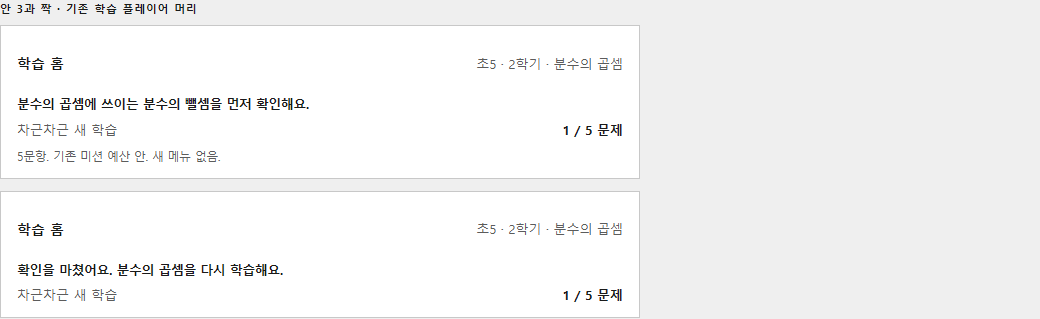 안 3과 짝 · 기존 학습 플레이어 머리
학습 홈 초5 · 2학기 · 분수의 곱셈
분수의 곱셈에 쓰이는 분수의 뺄셈을 먼저 확인해요.
차근차근 새 학습 1 / 5 문제
5문항. 기존 미션 예산 안. 새 메뉴 없음.
학습 홈 초5 · 2학기 · 분수의 곱셈
확인을 마쳤어요. 분수의 곱셈을 다시 학습해요.
차근차근 새 학습 1 / 5 문제